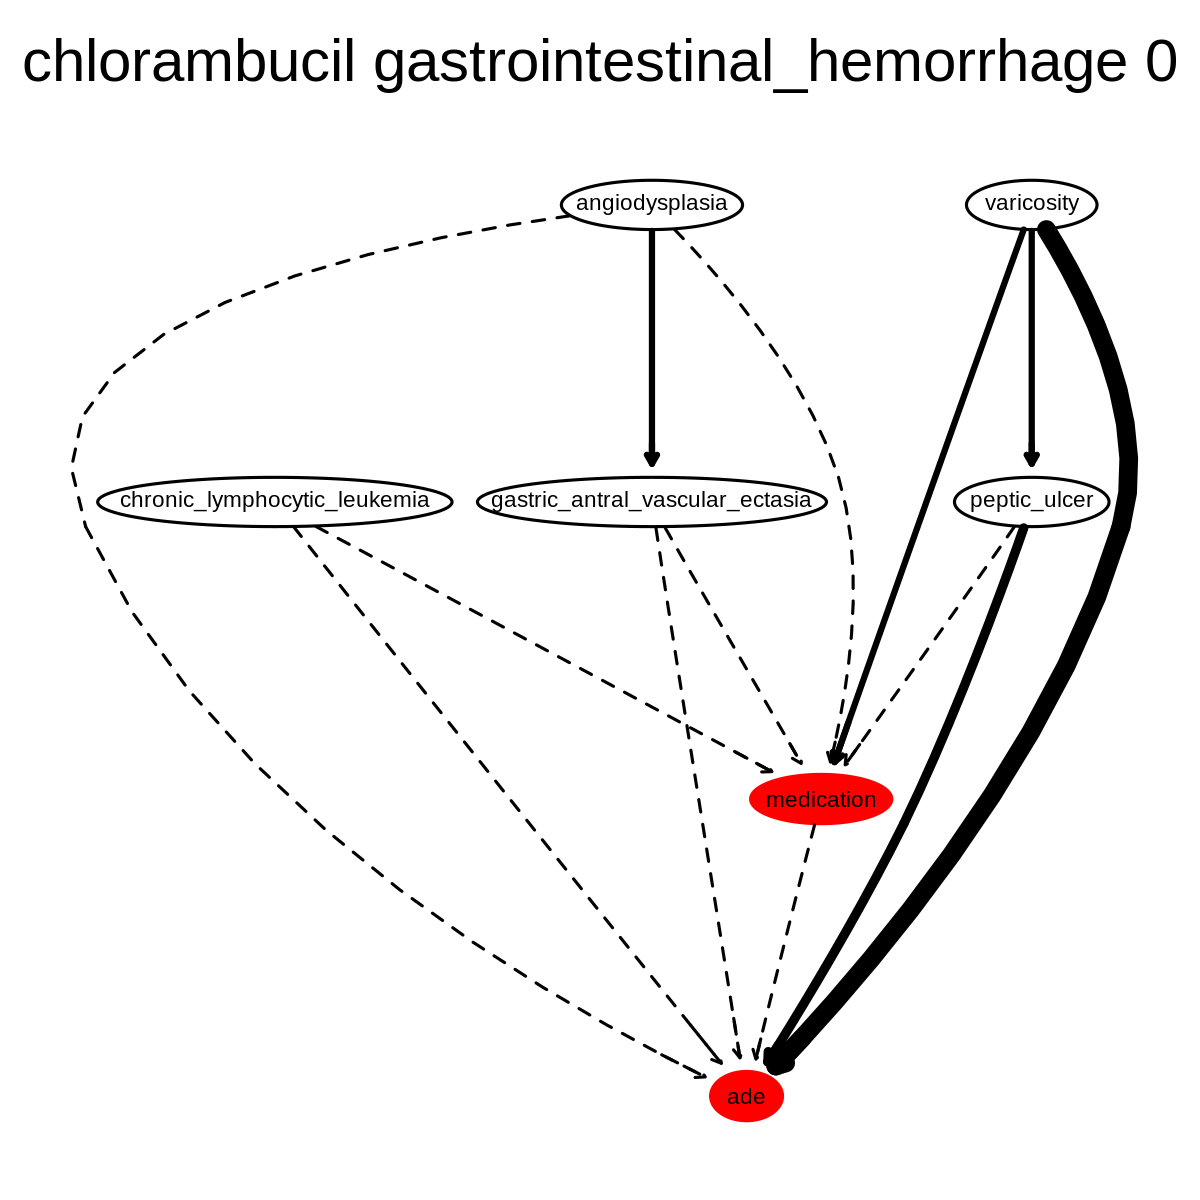 chlorambucil gastrointestinal_hemorrhage 0
angiodysplasia
varicosity
chronic_lymphocytic_leukemia
gastric_antral_vascular_ectasia
peptic_ulcer
medication
ade